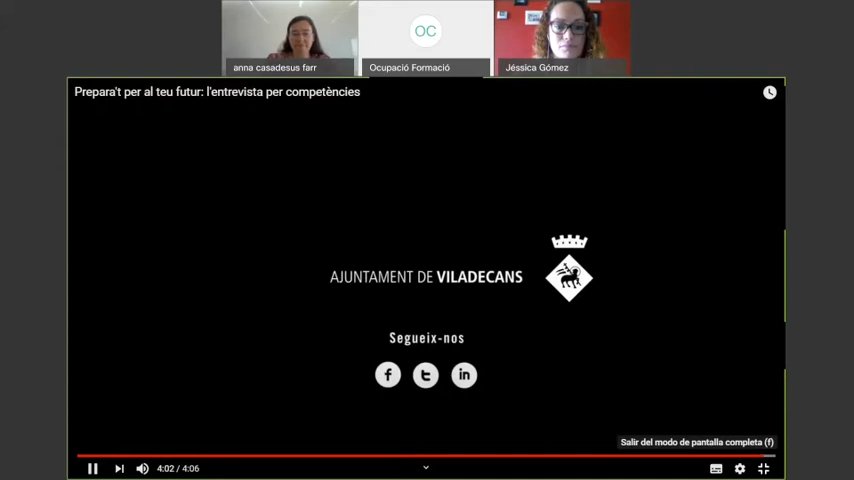 OC
anna casadesus farr
Ocupació Formació
Jéssica Gómez
Prepara't per al teu futur: l'entrevista per competències
AJUNTAMENT DE VILADECANS
Segueix-nos
f
t
in
Salir del modo de pantalla completa (f)
4:02 / 4:06